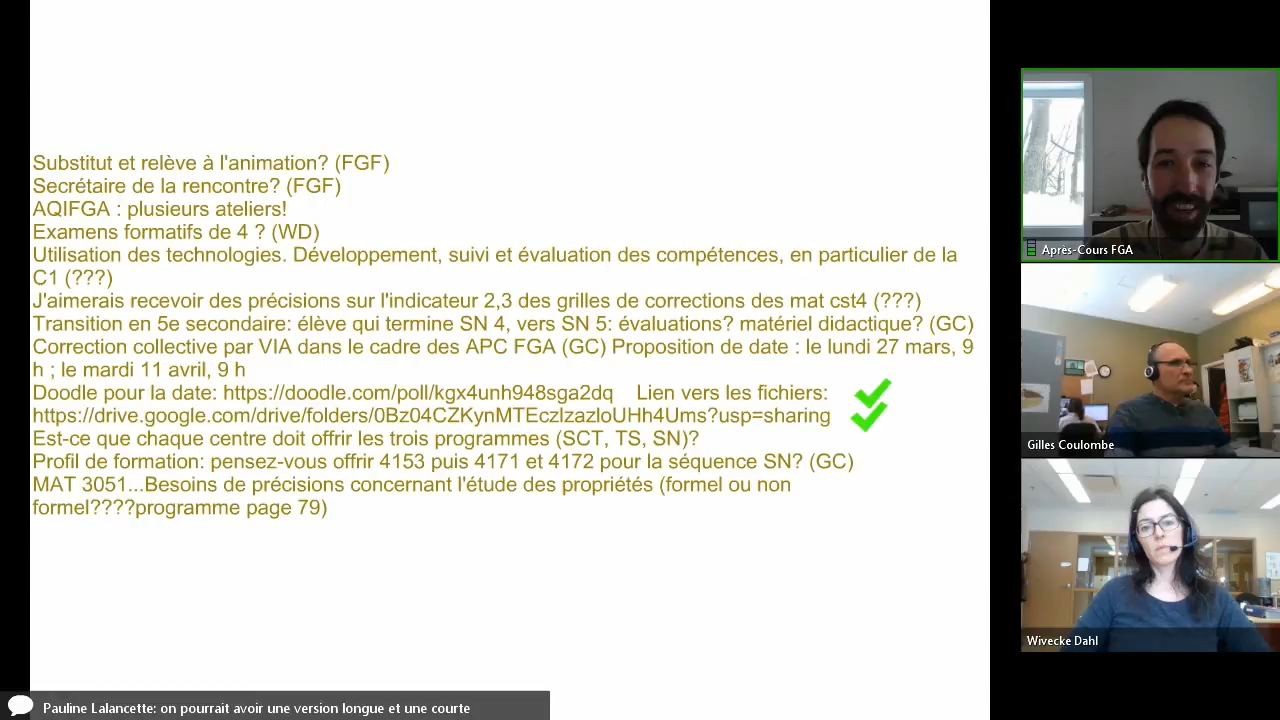 Substitut et relève à l'animation? (FGF)
Secrétaire de la rencontre? (FGF)
AQIFGA : plusieurs ateliers!
Examens formatifs de 4 ? (WD)
Utilisation des technologies. Développement, suivi et évaluation des compétences, en particulier de la
C1 (???)
J'aimerais recevoir des précisions sur l'indicateur 2,3 des grilles de corrections des mat cst4 (???)
Transition en 5e secondaire: élève qui termine SN 4, vers SN 5: évaluations? matériel didactique? (GC)
Correction collective par VIA dans le cadre des APC FGA (GC) Proposition de date : le lundi 27 mars, 9
h ; le mardi 11 avril, 9 h
Doodle pour la date: https://doodle.com/poll/kgx4unh948sga2dq Lien vers les fichiers:
https://drive.google.com/drive/folders/0Bz04CZKynMTEczIzazloUHh4Ums?usp=sharing
Est-ce que chaque centre doit offrir les trois programmes (SCT, TS, SN)?
Profil de formation: pensez-vous offrir 4153 puis 4171 et 4172 pour la séquence SN? (GC)
MAT 3051...Besoins de précisions concernant l'étude des propriétés (formel ou non
formel????programme page 79)
Après-Cours FGA
Gilles Coulombe
Wivecke Dahl
Pauline Lalancette: on pourrait avoir une version longue et une courte